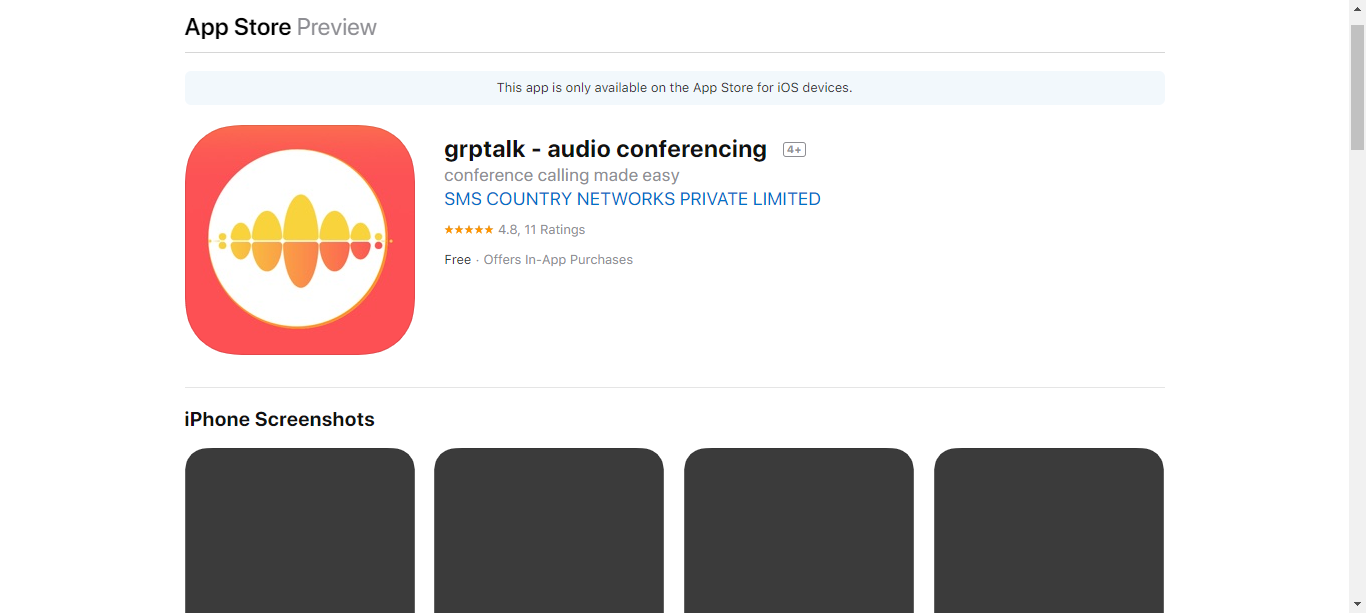 App Store Preview
This app is only available on the App Store for iOS devices.
grptalk - audio conferencing 4+
conference calling made easy
SMS COUNTRY NETWORKS PRIVATE LIMITED
★★★★★ 4.8, 11 Ratings
Free · Offers In-App Purchases
iPhone Screenshots